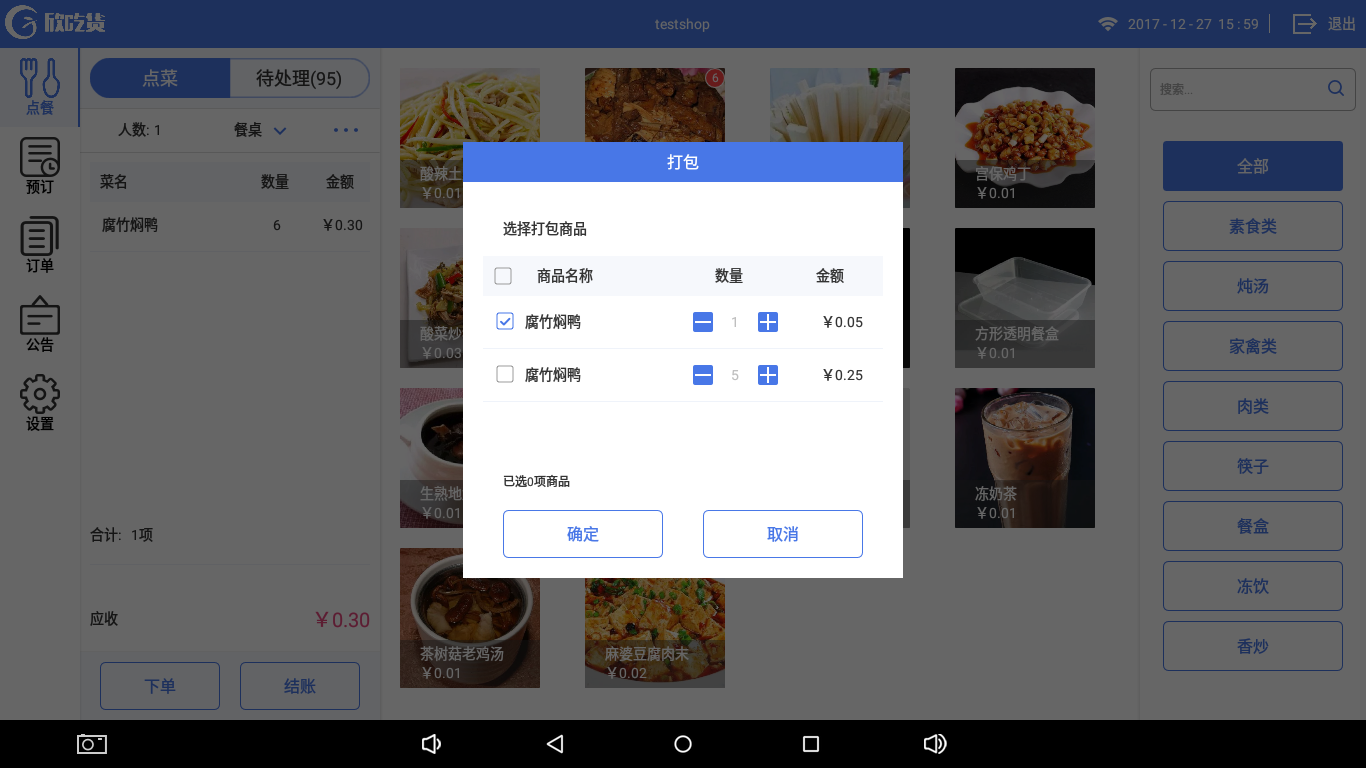 欣吃货
testshop
2017-12-27 15:59
退出
点餐
预订
订单
公告
设置
点菜
待处理(95)
人数: 1
餐桌
菜名 数量 金额
腐竹焖鸭 6 ￥0.30
合计: 1项
应收 ￥0.30
下单
结账
酸辣土
￥0.01
6
宫保鸡丁
￥0.01
酸菜炒
￥0.03
方形透明餐盒
￥0.01
生熟地
￥0.01
冻奶茶
￥0.01
茶树菇老鸡汤
￥0.01
麻婆豆腐肉末
￥0.02
打包
选择打包商品
商品名称 数量 金额
腐竹焖鸭 1 ￥0.05
腐竹焖鸭 5 ￥0.25
已选0项商品
确定
取消
搜索...
全部
素食类
炖汤
家禽类
肉类
筷子
餐盒
冻饮
香炒